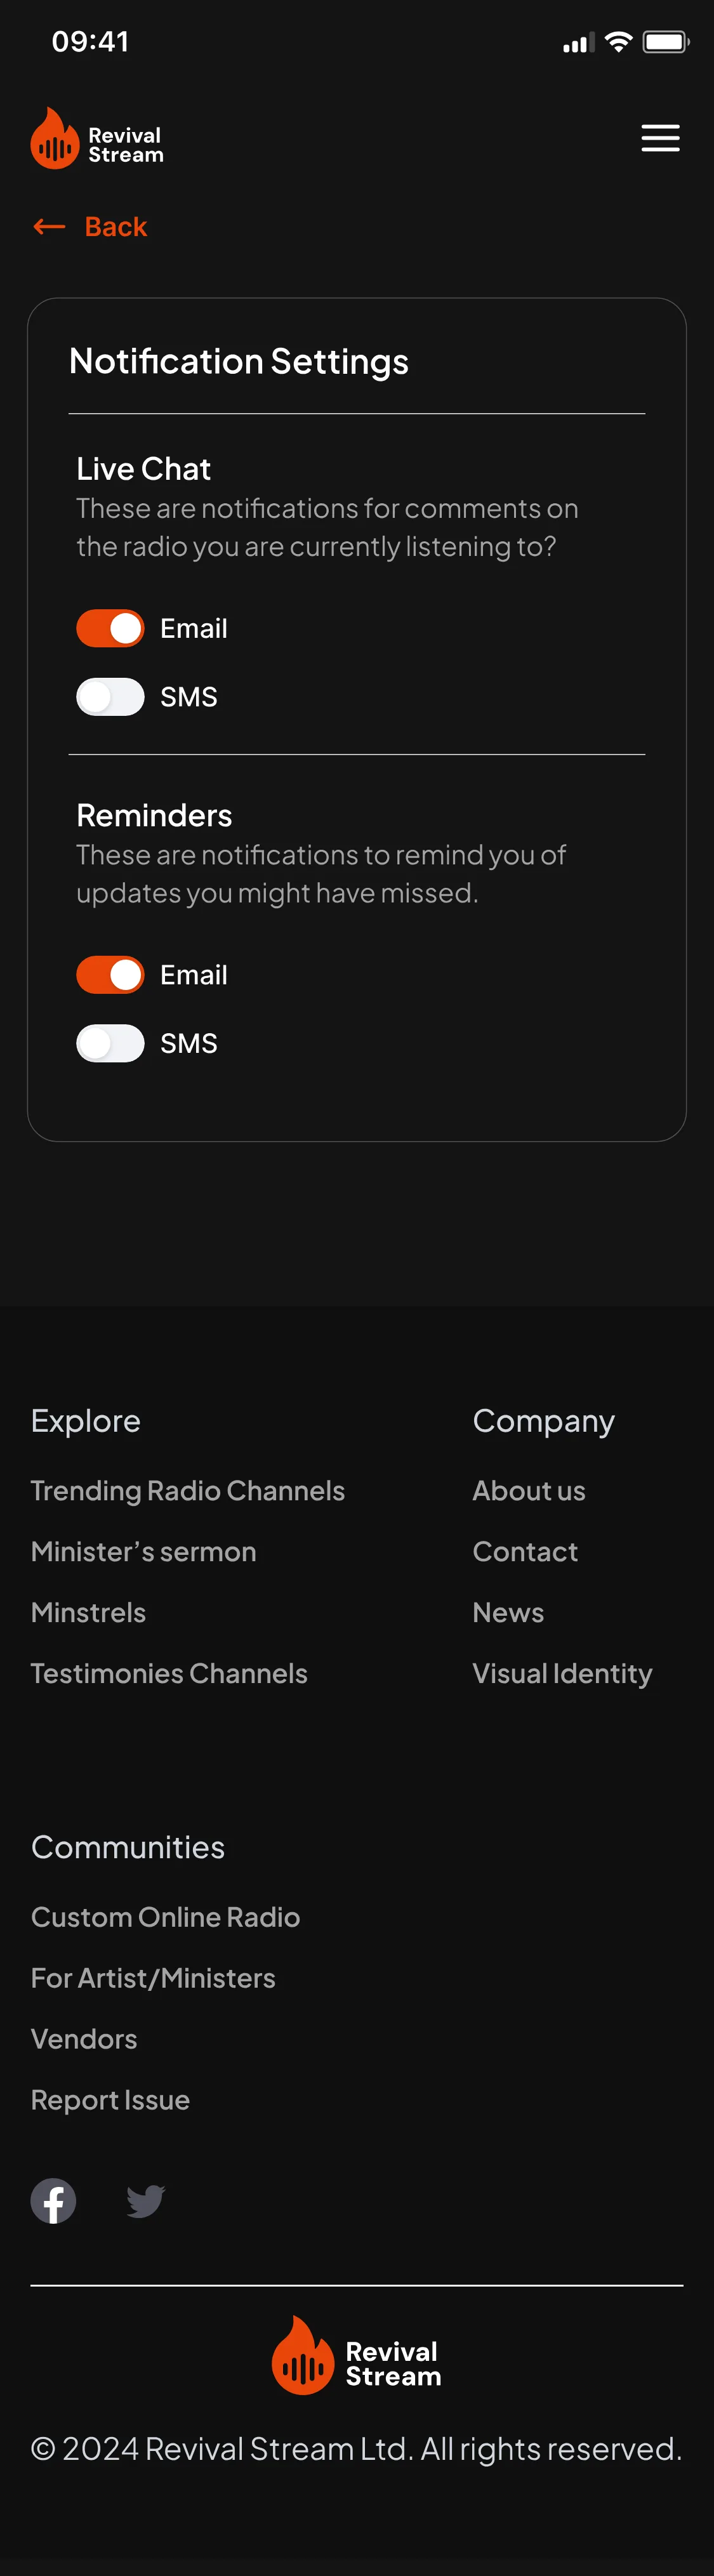 09:41
Revival
Stream
Back
Notification Settings
Live Chat
These are notifications for comments on
the radio you are currently listening to?
Email
SMS
Reminders
These are notifications to remind you of
updates you might have missed.
Email
SMS
Explore
Trending Radio Channels
Minister’s sermon
Minstrels
Testimonies Channels
Company
About us
Contact
News
Visual Identity
Communities
Custom Online Radio
For Artist/Ministers
Vendors
Report Issue
Revival
Stream
© 2024 Revival Stream Ltd. All rights reserved.